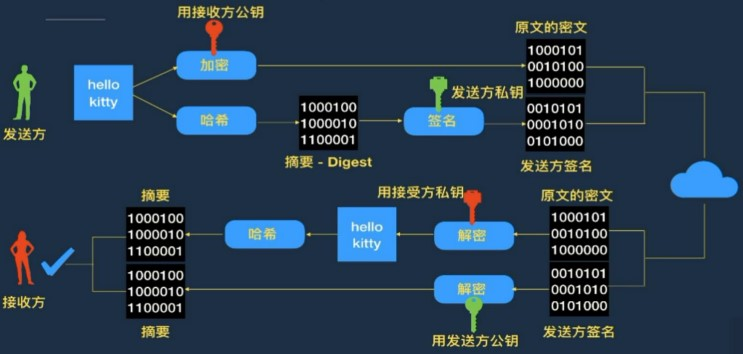 用接收方公钥
原文的密文
加密
1000101
0010100
1000000
hello
kitty
发送方私钥
发送方
哈希
1000100
1000010
1100001
签名
0010101
0001010
0101000
摘要 - Digest
发送方签名
摘要
用接受方私钥
原文的密文
1000100
1000010
1100001
哈希
hello
kitty
解密
1000101
0010100
1000000
接收方
1000100
1000010
1100001
解密
0010101
0001010
0101000
摘要
用发送方公钥
发送方签名